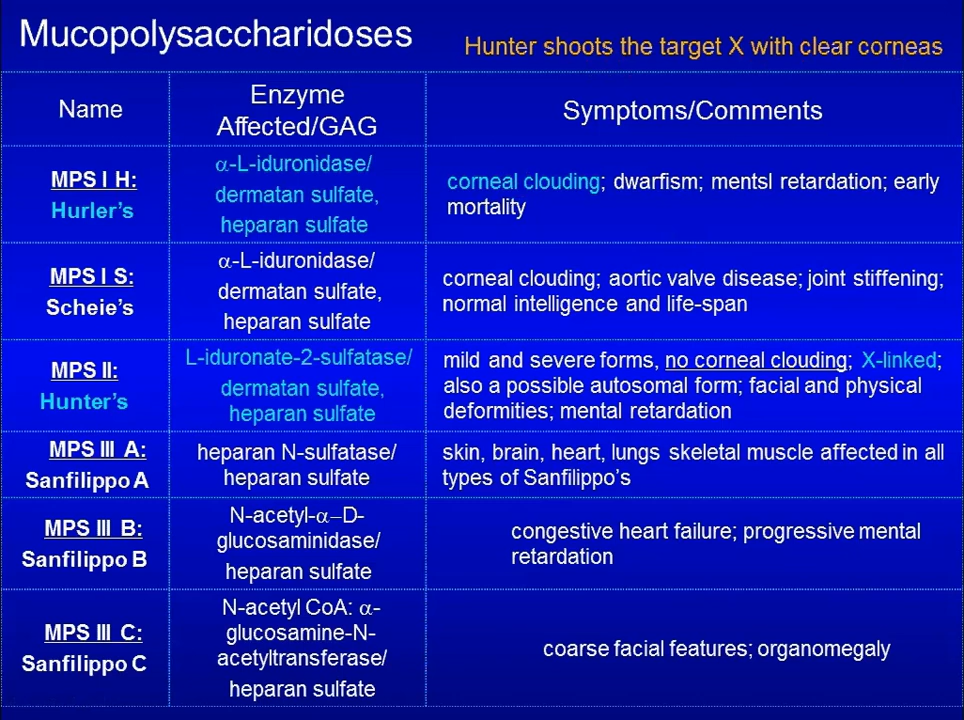 Mucopolysaccharidoses
Hunter shoots the target X with clear corneas
Name
Enzyme
Affected/GAG
Symptoms/Comments
MPS I H:
Hurler's
α-L-iduronidase/
dermatan sulfate,
heparan sulfate
corneal clouding; dwarfism; mentsl retardation; early
mortality
MPS I S:
Scheie's
α-L-iduronidase/
dermatan sulfate,
heparan sulfate
corneal clouding; aortic valve disease; joint stiffening;
normal intelligence and life-span
MPS II:
Hunter's
L-iduronate-2-sulfatase/
dermatan sulfate,
heparan sulfate
mild and severe forms, no corneal clouding; X-linked;
also a possible autosomal form; facial and physical
deformities; mental retardation
MPS III A:
Sanfilippo A
heparan N-sulfatase/
heparan sulfate
skin, brain, heart, lungs skeletal muscle affected in all
types of Sanfilippo's
MPS III B:
Sanfilippo B
N-acetyl-α–D-
glucosaminidase/
heparan sulfate
congestive heart failure; progressive mental
retardation
MPS III C:
Sanfilippo C
N-acetyl CoA: α-
glucosamine-N-
acetyltransferase/
heparan sulfate
coarse facial features; organomegaly